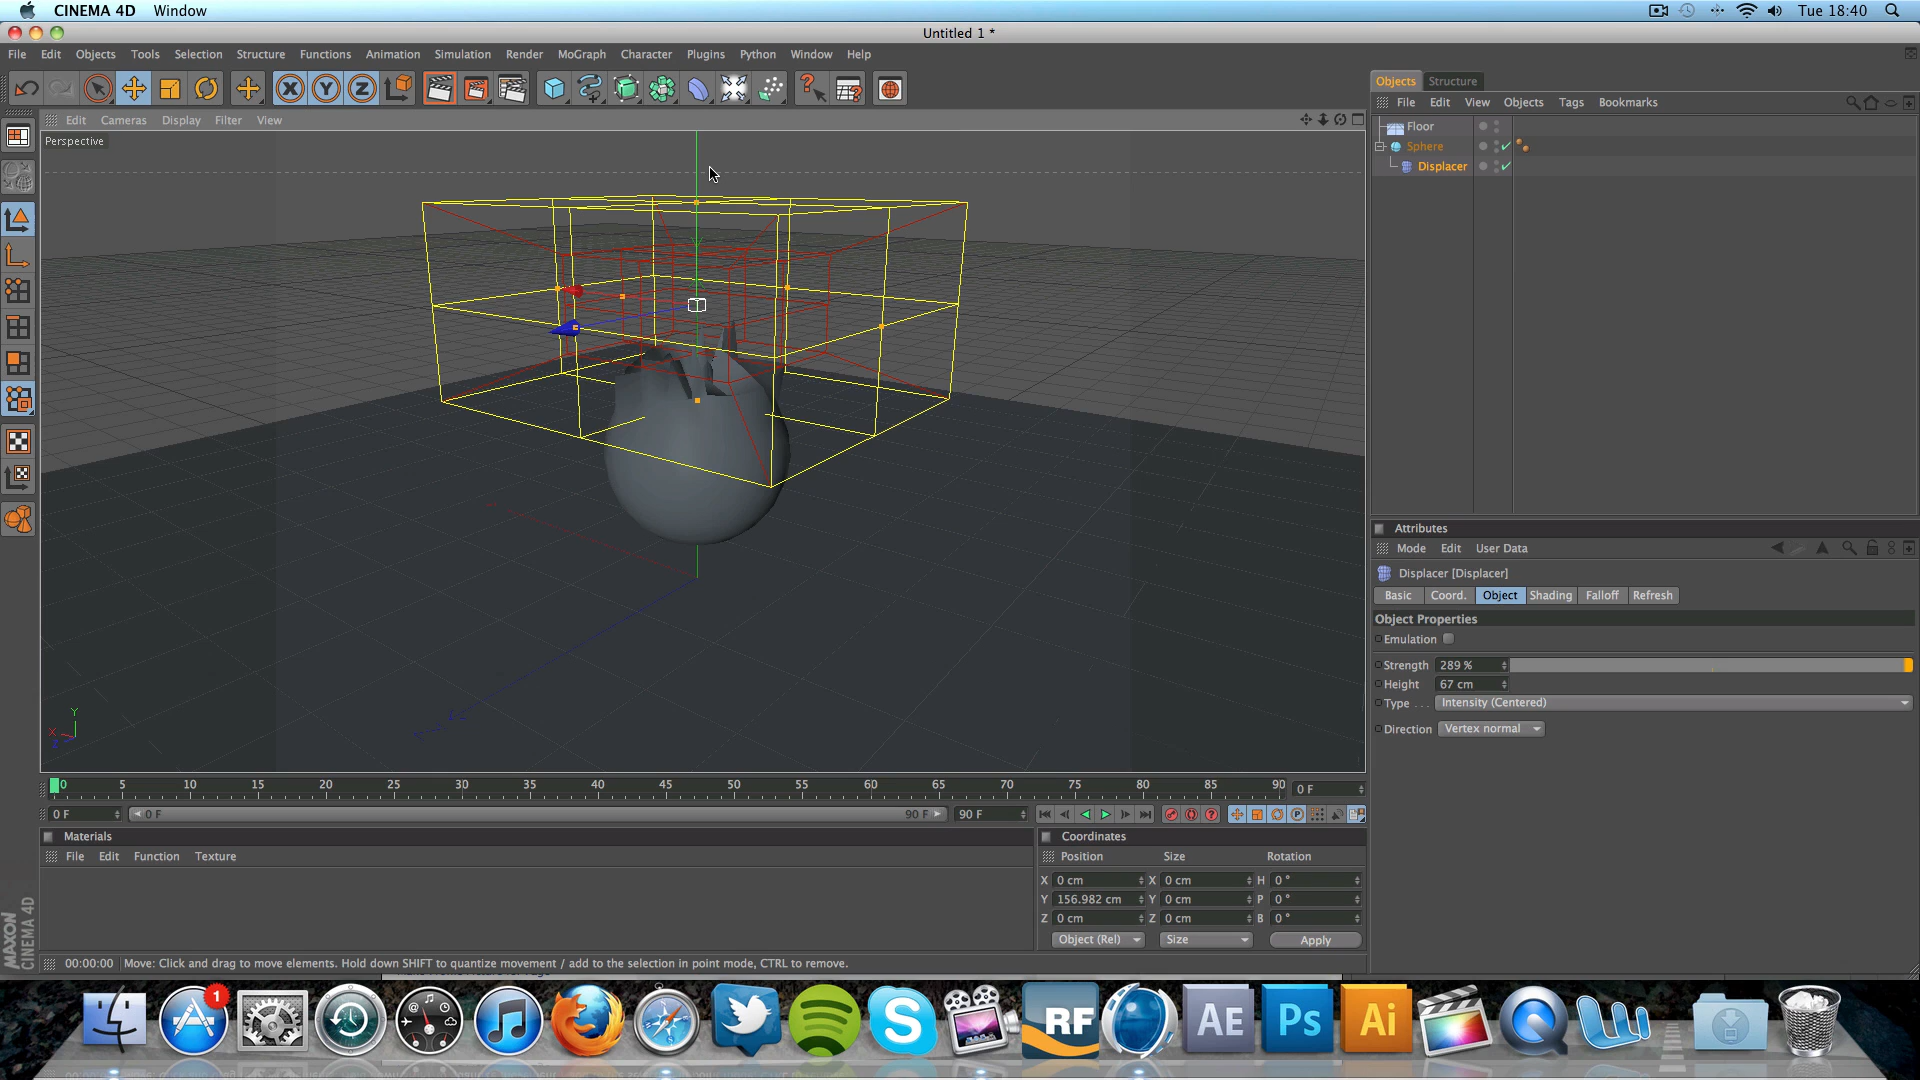 CINEMA 4D Window Tue 18:40
Untitled 1 *
File Edit Objects Tools Selection Structure Functions Animation Simulation Render MoGraph Character Plugins Python Window Help
X Y Z
Objects Structure
File Edit View Objects Tags Bookmarks
Edit Cameras Display Filter View
Perspective
Floor
Sphere
Displacer
Attributes
Mode Edit User Data
Displacer [Displacer]
Basic Coord. Object Shading Falloff Refresh
Object Properties
Emulation
Strength 289 %
Height 67 cm
Type . . . Intensity (Centered)
Direction Vertex normal
Y
X
Z
0 5 10 15 20 25 30 35 40 45 50 55 60 65 70 75 80 85 90 0 F
0 F 0 F 90 F 90 F
Materials
File Edit Function Texture
Coordinates
Position Size Rotation
X 0 cm X 0 cm H 0 °
Y 156.982 cm Y 0 cm P 0 °
Z 0 cm Z 0 cm B 0 °
Object (Rel) Size Apply
MAXON
CINEMA 4D
00:00:00 Move: Click and drag to move elements. Hold down SHIFT to quantize movement / add to the selection in point mode, CTRL to remove.
1
RF
AE
Ps
Ai